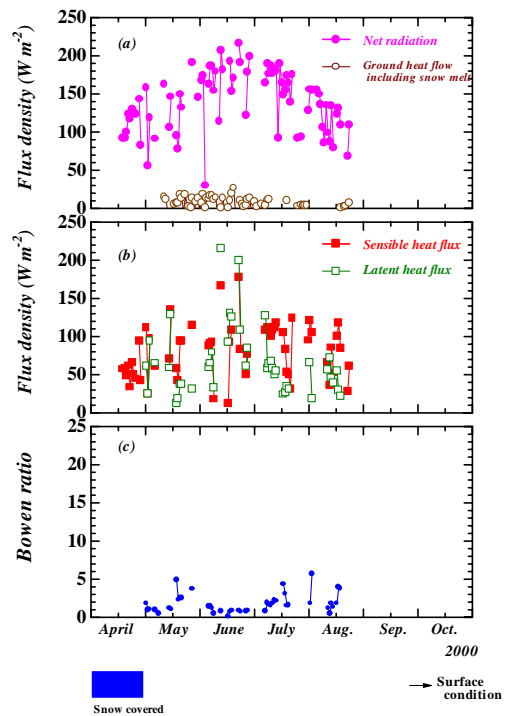 250
200
150
100
50
0
Flux density (W m-2)
(a)
Net radiation
Ground heat flow
including snow melt
250
200
150
100
50
0
Flux density (W m-2)
(b)
Sensible heat flux
Latent heat flux
25
20
15
10
5
0
Bowen ratio
(c)
April May June July Aug. Sep. Oct.
2000
Snow covered
Surface
condition